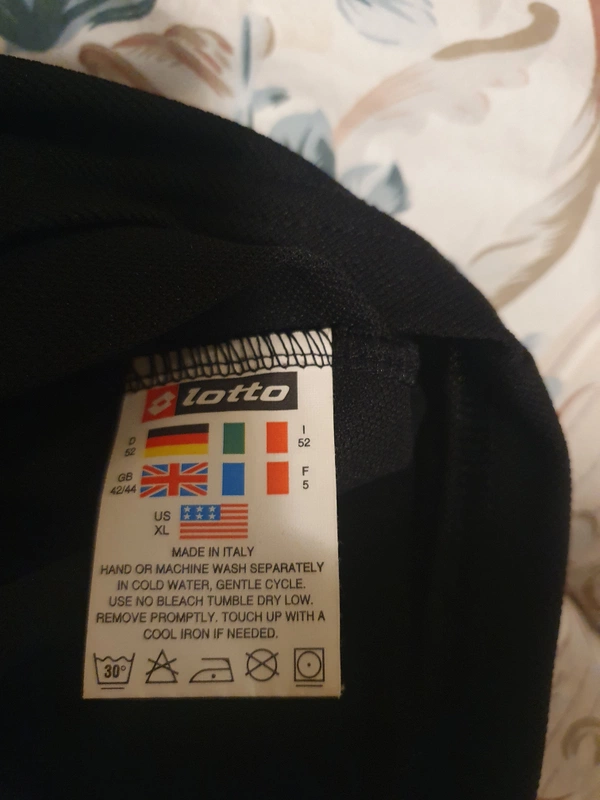 lotto
D
52
I
52
GB
42/44
F
5
US
XL
MADE IN ITALY
HAND OR MACHINE WASH SEPARATELY
IN COLD WATER, GENTLE CYCLE.
USE NO BLEACH TUMBLE DRY LOW.
REMOVE PROMPTLY. TOUCH UP WITH A
COOL IRON IF NEEDED.
30°